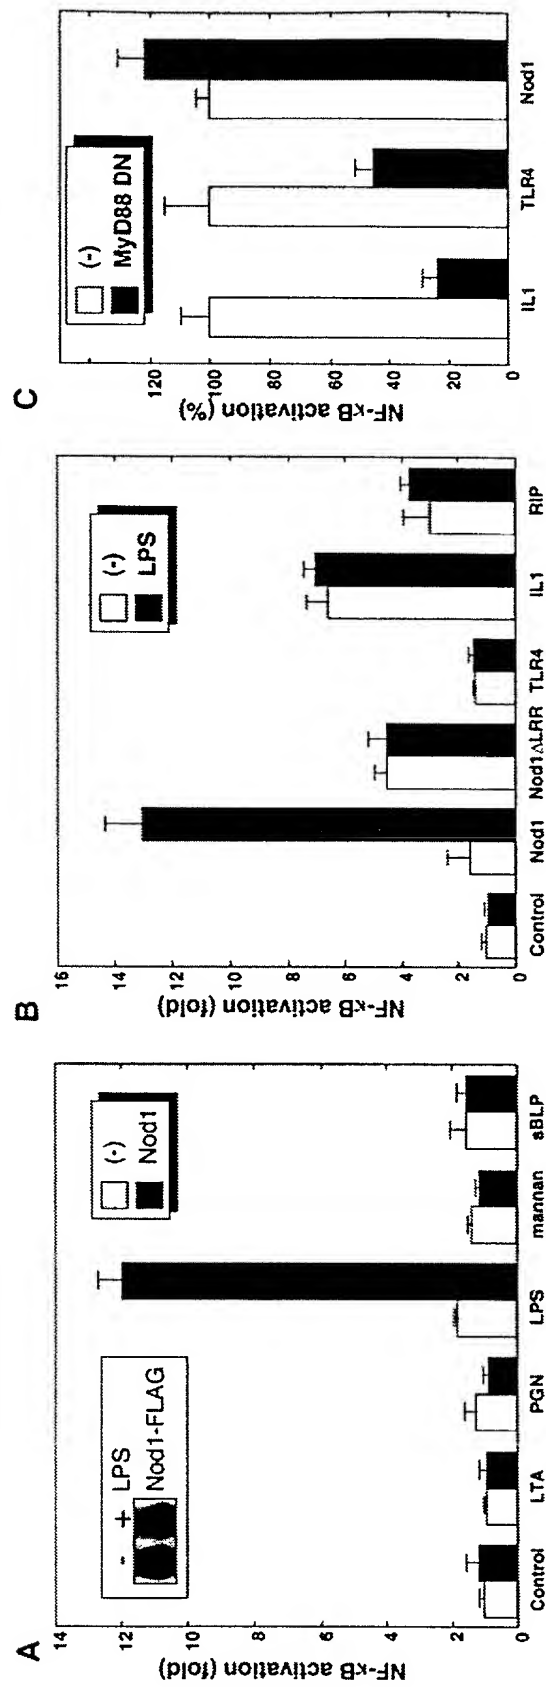 A
NF-κB activation (fold)
14
12
10
8
6
4
2
0
- + LPS
Nod1-FLAG
(-)
Nod1
Control LTA PGN LPS mannan sBLP
B
NF-κB activation (fold)
16
14
12
10
8
6
4
2
0
(-)
LPS
Control Nod1 Nod1ΔLRR TLR4 IL1 RIP
C
NF-κB activation (%)
120
100
80
60
40
20
0
(-)
MyD88 DN
IL1 TLR4 Nod1